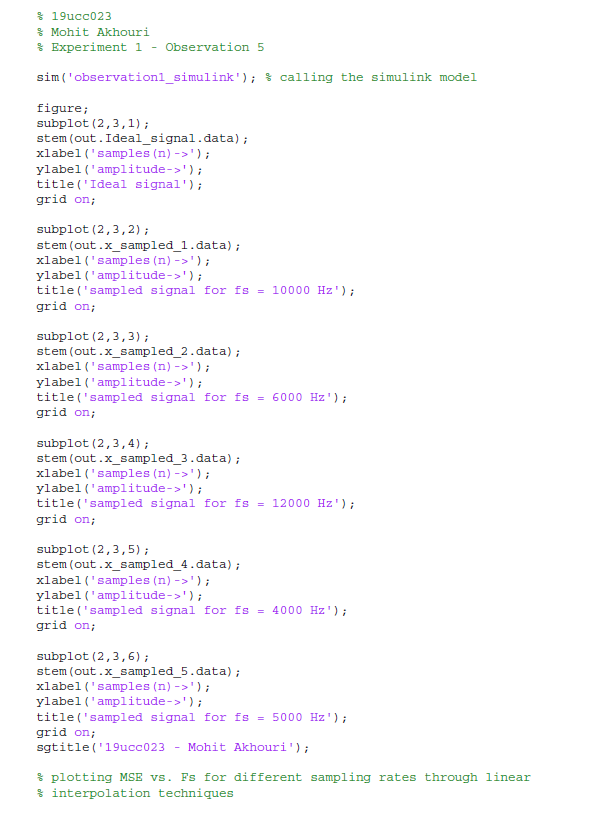 % 19ucc023
% Mohit Akhouri
% Experiment 1 - Observation 5
sim('observation1_simulink'); % calling the simulink model
figure;
subplot(2,3,1);
stem(out.Ideal_signal.data);
xlabel('samples(n)->');
ylabel('amplitude->');
title('Ideal signal');
grid on;
subplot(2,3,2);
stem(out.x_sampled_1.data);
xlabel('samples(n)->');
ylabel('amplitude->');
title('sampled signal for fs = 10000 Hz');
grid on;
subplot(2,3,3);
stem(out.x_sampled_2.data);
xlabel('samples(n)->');
ylabel('amplitude->');
title('sampled signal for fs = 6000 Hz');
grid on;
subplot(2,3,4);
stem(out.x_sampled_3.data);
xlabel('samples(n)->');
ylabel('amplitude->');
title('sampled signal for fs = 12000 Hz');
grid on;
subplot(2,3,5);
stem(out.x_sampled_4.data);
xlabel('samples(n)->');
ylabel('amplitude->');
title('sampled signal for fs = 4000 Hz');
grid on;
subplot(2,3,6);
stem(out.x_sampled_5.data);
xlabel('samples(n)->');
ylabel('amplitude->');
title('sampled signal for fs = 5000 Hz');
grid on;
sgtitle('19ucc023 - Mohit Akhouri');
% plotting MSE vs. Fs for different sampling rates through linear
% interpolation techniques